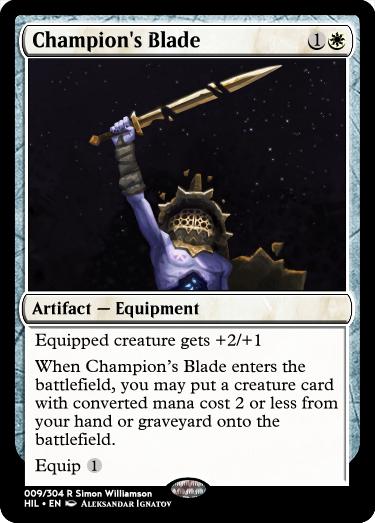 Champion's Blade 1
Artifact — Equipment
Equipped creature gets +2/+1
When Champion's Blade enters the
battlefield, you may put a creature card
with converted mana cost 2 or less from
your hand or graveyard onto the
battlefield.
Equip 1
009/304 R Simon Williamson
HIL • EN Aleksandar Ignatov